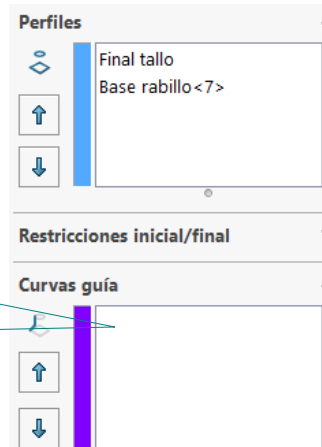 Perfiles
Final tallo
Base rabillo<7>
Restricciones inicial/final
Curvas guía